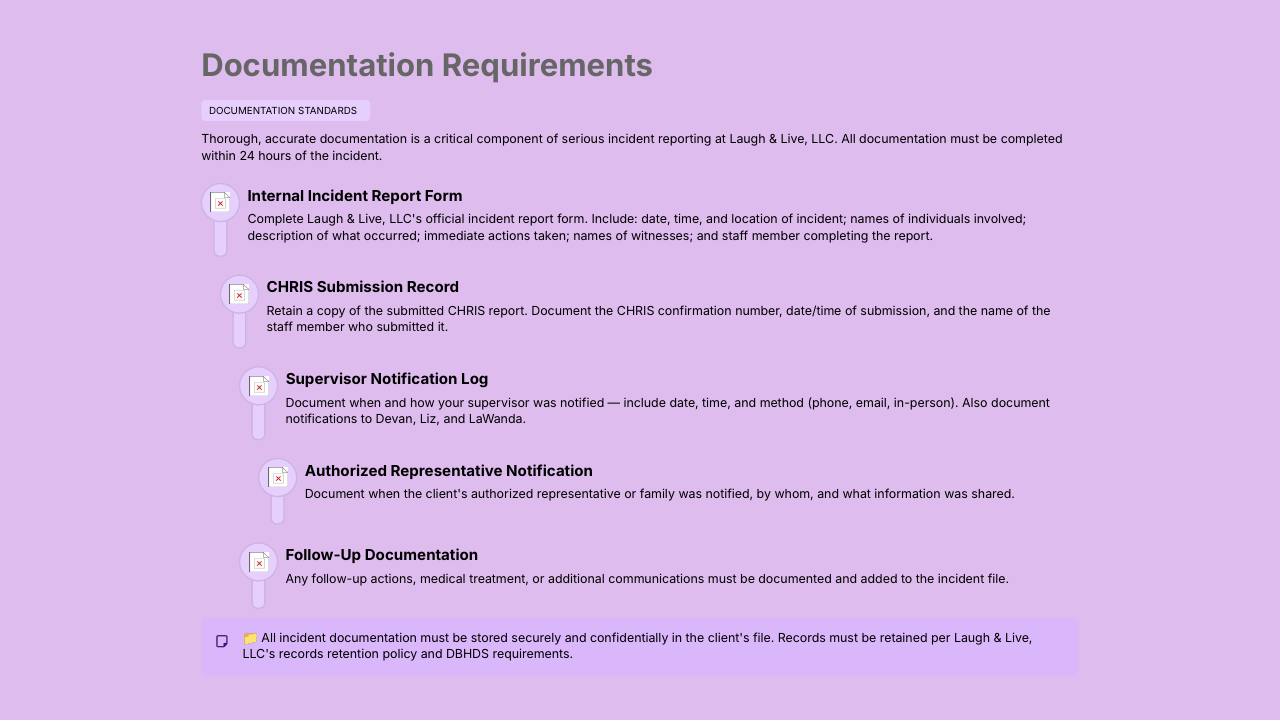 Documentation Requirements
DOCUMENTATION STANDARDS
Thorough, accurate documentation is a critical component of serious incident reporting at Laugh & Live, LLC. All documentation must be completed
within 24 hours of the incident.
Internal Incident Report Form
Complete Laugh & Live, LLC's official incident report form. Include: date, time, and location of incident; names of individuals involved;
description of what occurred; immediate actions taken; names of witnesses; and staff member completing the report.
CHRIS Submission Record
Retain a copy of the submitted CHRIS report. Document the CHRIS confirmation number, date/time of submission, and the name of the
staff member who submitted it.
Supervisor Notification Log
Document when and how your supervisor was notified — include date, time, and method (phone, email, in-person). Also document
notifications to Devan, Liz, and LaWanda.
Authorized Representative Notification
Document when the client's authorized representative or family was notified, by whom, and what information was shared.
Follow-Up Documentation
Any follow-up actions, medical treatment, or additional communications must be documented and added to the incident file.
📁 All incident documentation must be stored securely and confidentially in the client's file. Records must be retained per Laugh & Live,
LLC's records retention policy and DBHDS requirements.